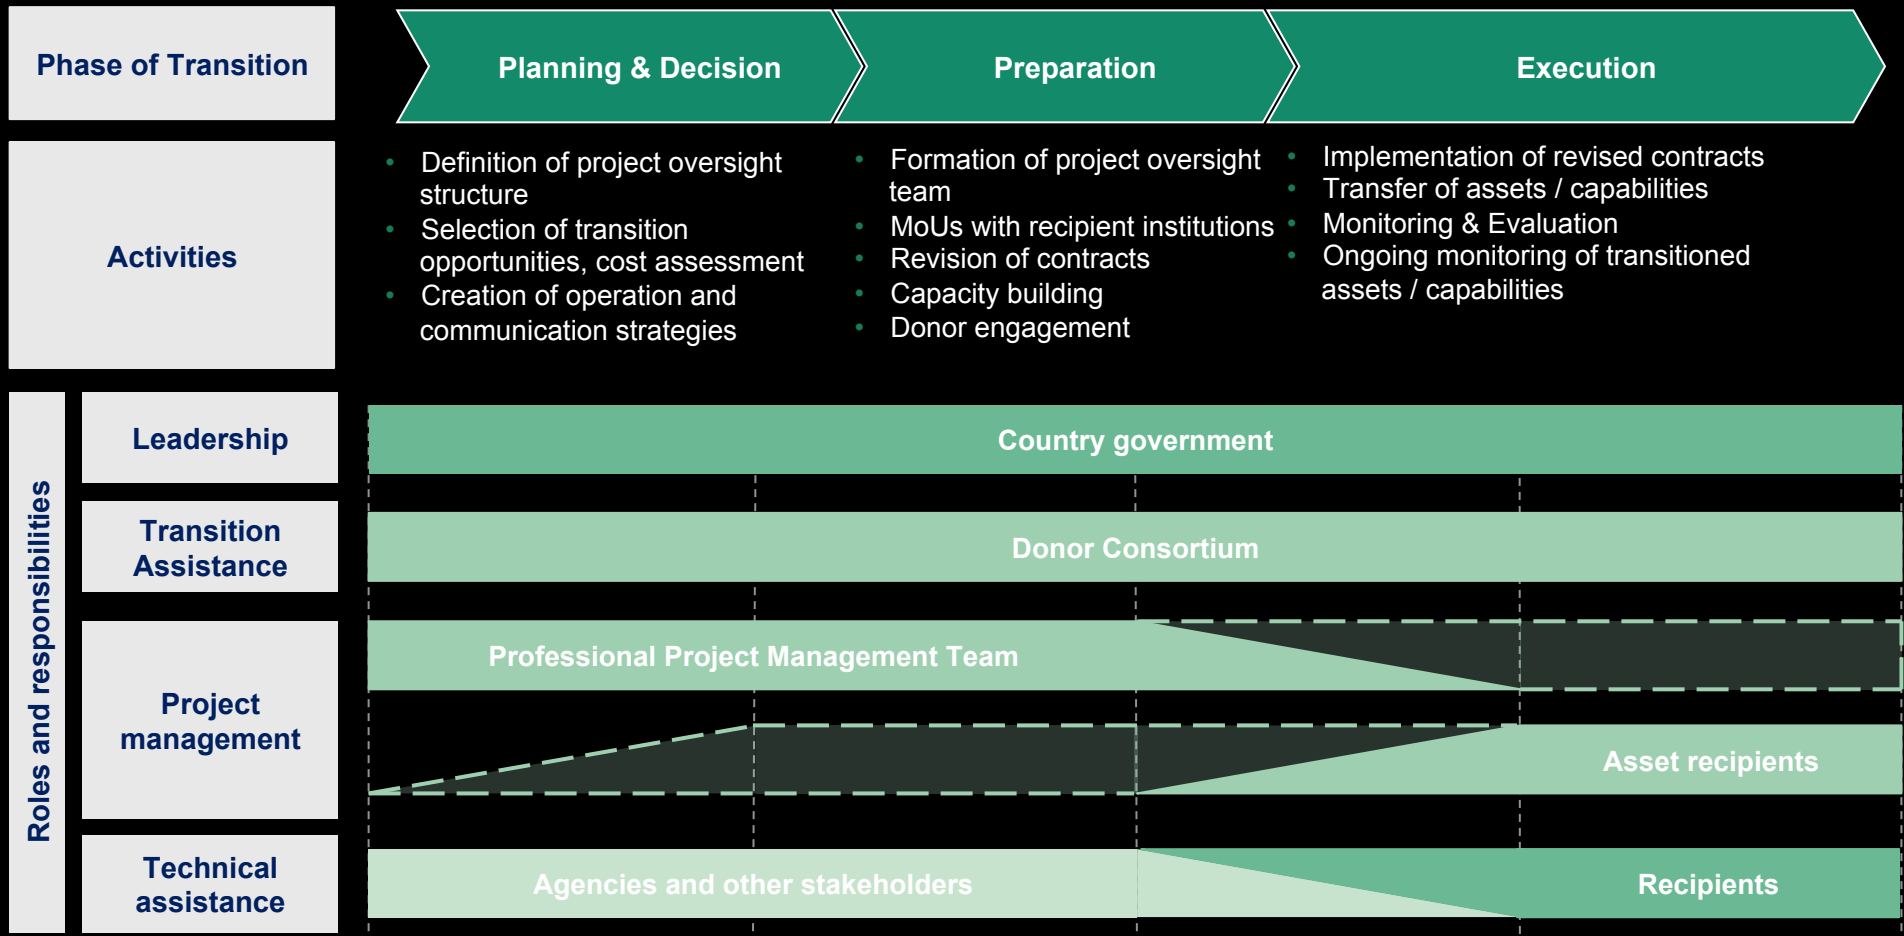 Phase of Transition
Planning & Decision
Preparation
Execution
Activities
• Definition of project oversight
structure
• Selection of transition
opportunities, cost assessment
• Creation of operation and
communication strategies
• Formation of project oversight
team
• MoUs with recipient institutions
• Revision of contracts
• Capacity building
• Donor engagement
• Implementation of revised contracts
• Transfer of assets / capabilities
• Monitoring & Evaluation
• Ongoing monitoring of transitioned
assets / capabilities
Roles and responsibilities
Leadership
Country government
Transition
Assistance
Donor Consortium
Project
management
Professional Project Management Team
Asset recipients
Technical
assistance
Agencies and other stakeholders
Recipients